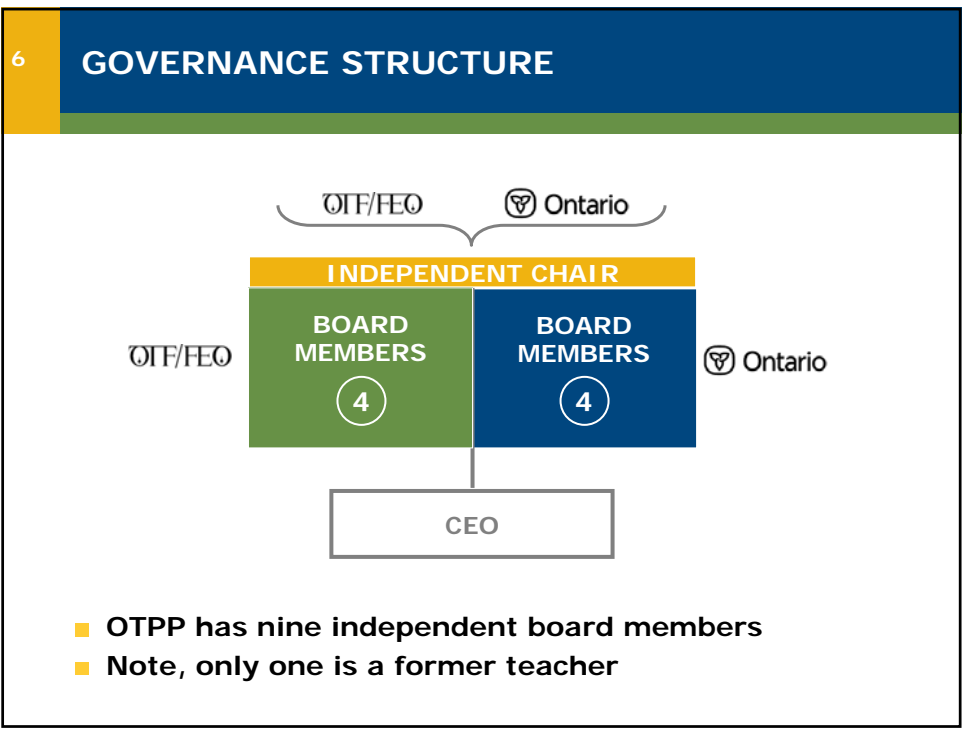 6
GOVERNANCE STRUCTURE
OTF/FEO Ontario
INDEPENDENT CHAIR
OTF/FEO
BOARD
MEMBERS
4
BOARD
MEMBERS
4
Ontario
CEO
OTPP has nine independent board members
Note, only one is a former teacher